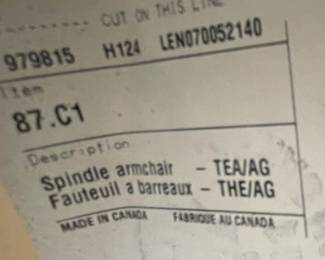 CUT ON THIS LINE
979815 H124 LEN070052140
Item
87.C1
Description
Spindle armchair – TEA/AG
Fauteuil a barreaux – THE/AG
MADE IN CANADA FABRIQUE AU CANADA